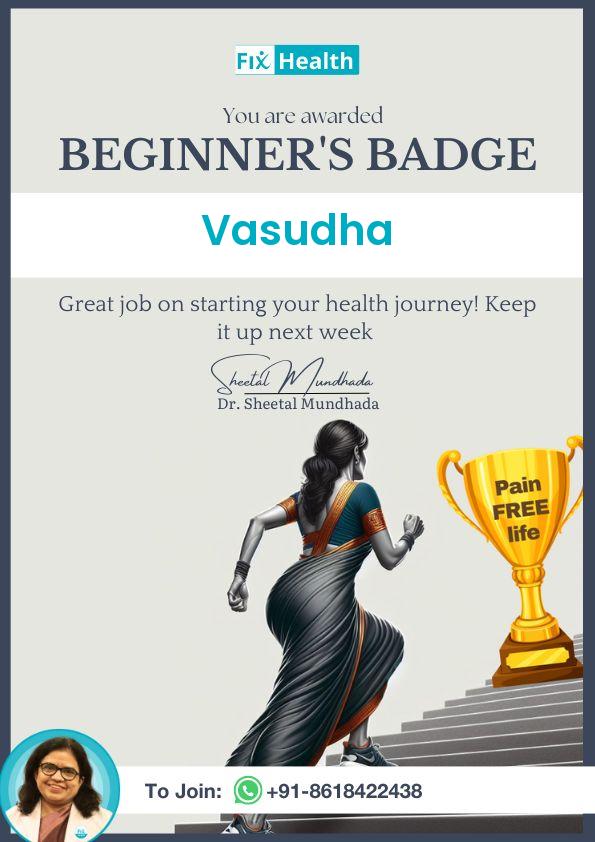 Fix Health
You are awarded
BEGINNER'S BADGE
Vasudha
Great job on starting your health journey! Keep
it up next week
Sheetal Mundhada
Dr. Sheetal Mundhada
Pain
FREE
life
To Join: +91-8618422438